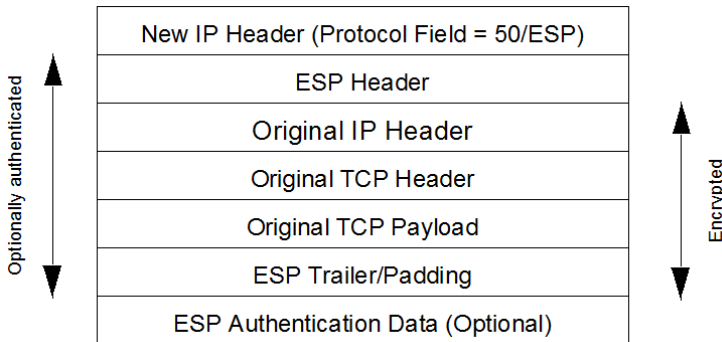 New IP Header (Protocol Field = 50/ESP)
ESP Header
Original IP Header
Original TCP Header
Original TCP Payload
ESP Trailer/Padding
ESP Authentication Data (Optional)
Optionally authenticated
Encrypted